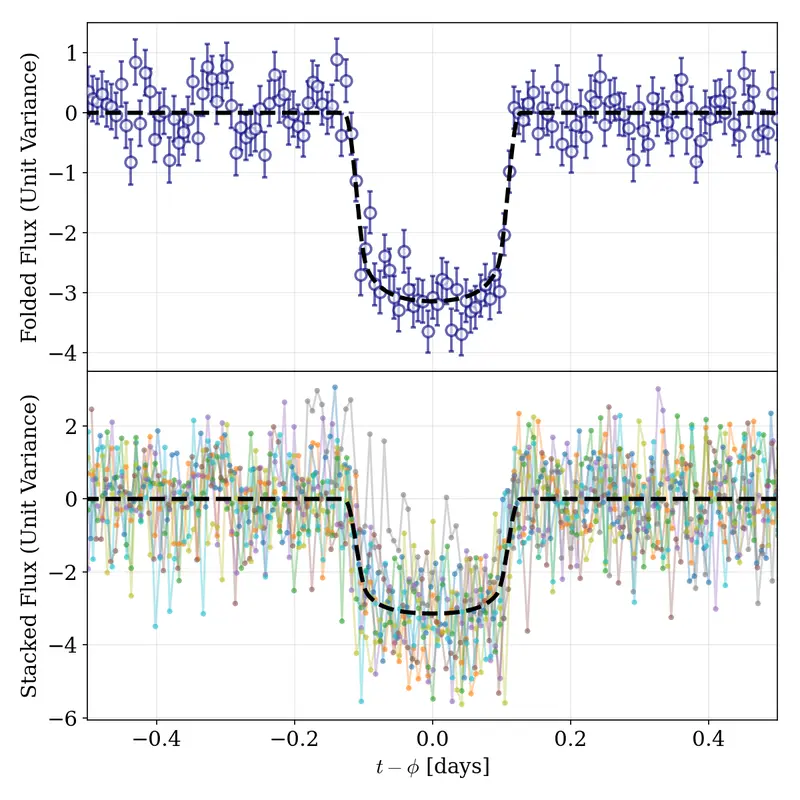 Folded Flux (Unit Variance)
1
0
−1
−2
−3
−4
Stacked Flux (Unit Variance)
2
0
−2
−4
−6
−0.4 −0.2 0.0 0.2 0.4
t − ϕ [days]